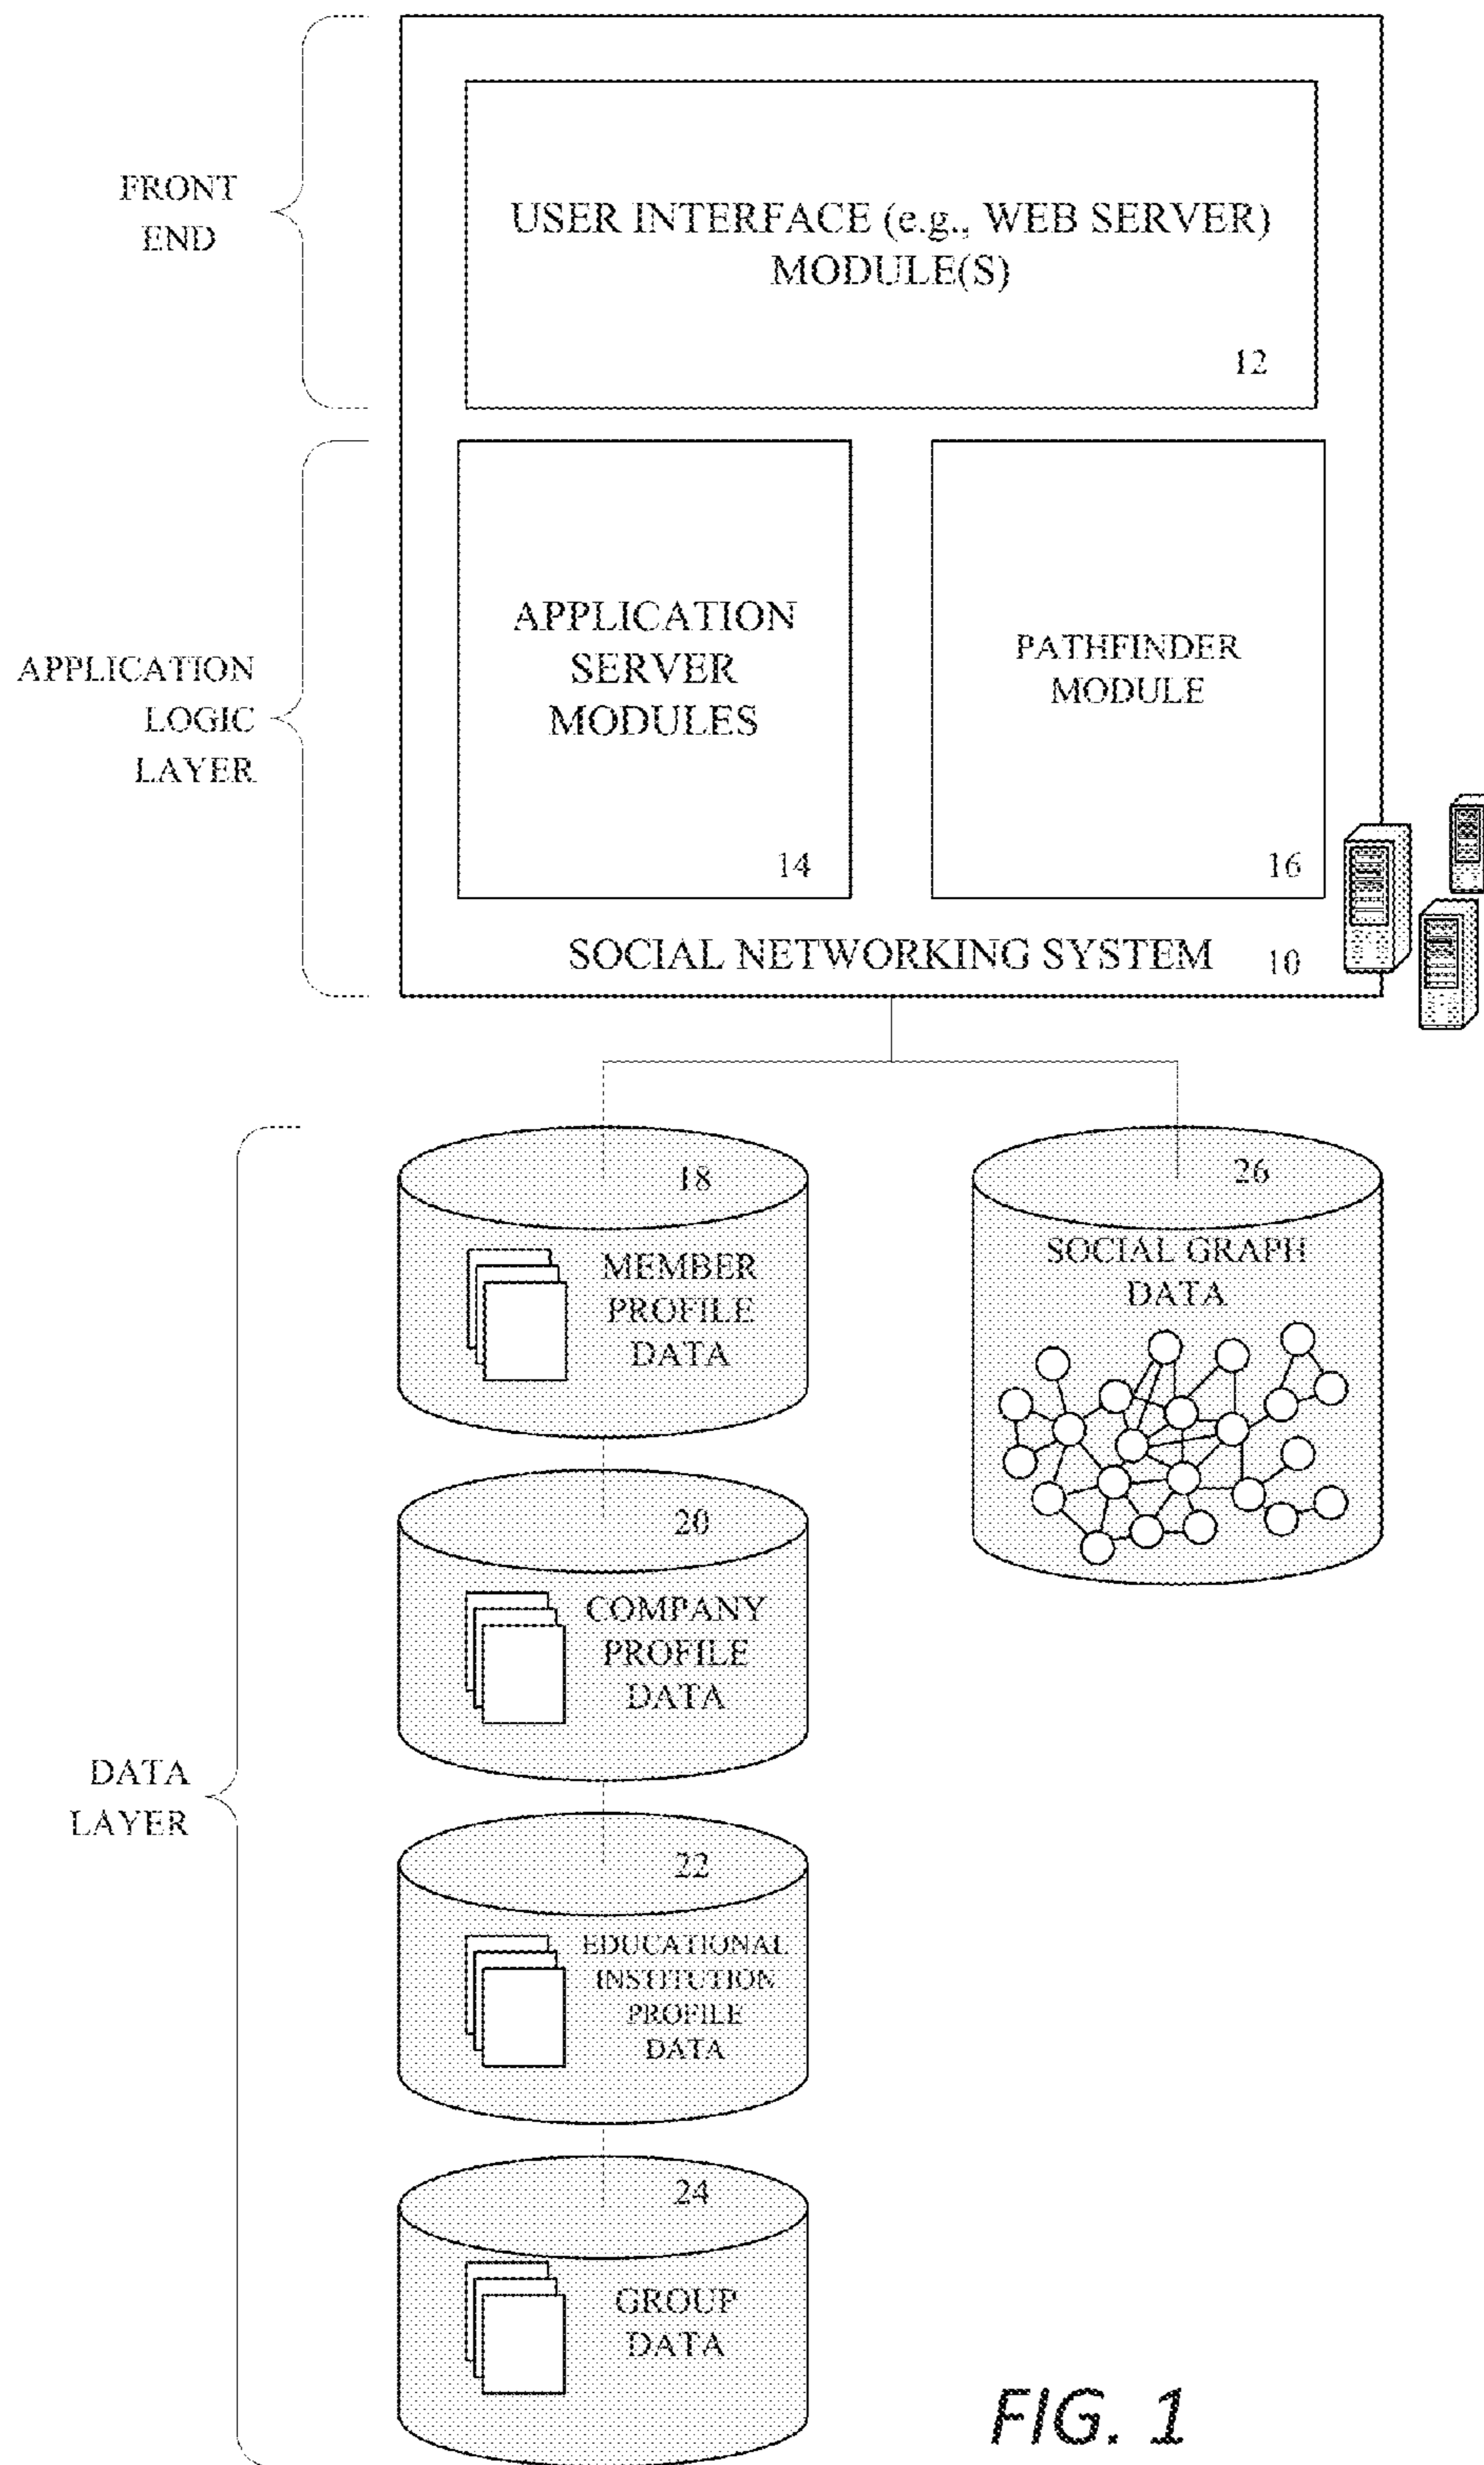 FRONT
END
USER INTERFACE (e.g., WEB SERVER)
MODULE(S)
12
APPLICATION
LOGIC
LAYER
APPLICATION
SERVER
MODULES
14
PATHFINDER
MODULE
16
SOCIAL NETWORKING SYSTEM 10
DATA
LAYER
18
MEMBER
PROFILE
DATA
26
SOCIAL GRAPH
DATA
20
COMPANY
PROFILE
DATA
22
EDUCATIONAL
INSTITUTION
PROFILE
DATA
24
GROUP
DATA
FIG. 1